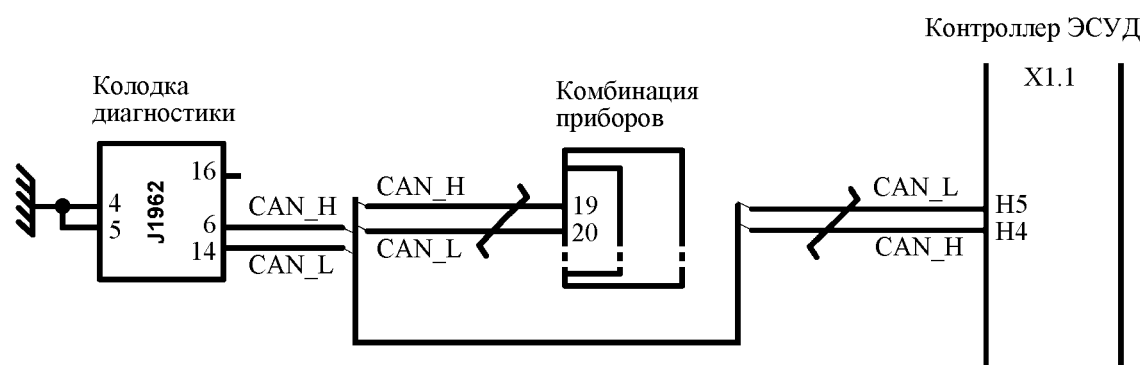 Контроллер ЭСУД
X1.1
Колодка
диагностики
Комбинация
приборов
16
4
5
J1962
6
14
CAN_H
CAN_L
CAN_H
CAN_L
19
20
CAN_L
CAN_H
H5
H4